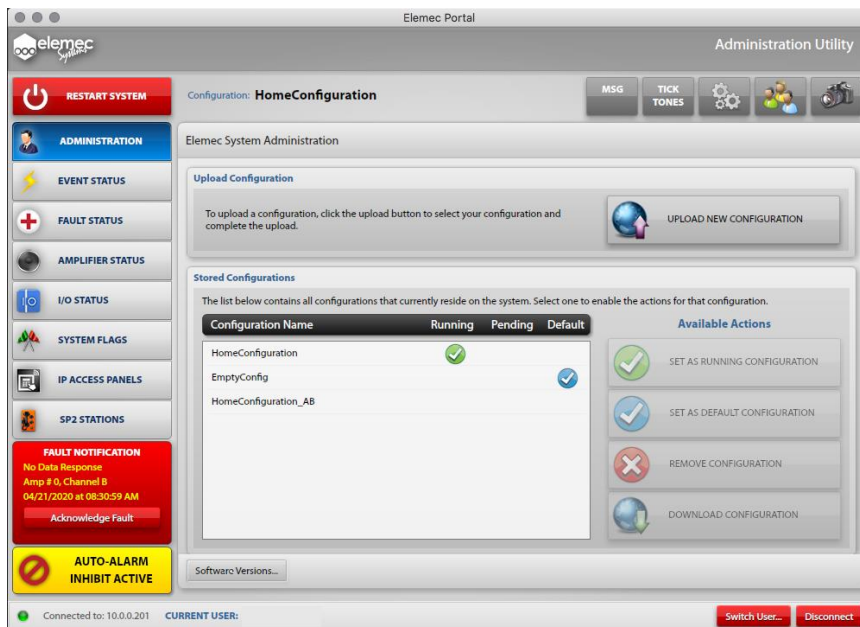 Elemec Portal
elemec
Systems
Administration Utility
RESTART SYSTEM
Configuration: HomeConfiguration
MSG
TICK
TONES
ADMINISTRATION
Elemec System Administration
EVENT STATUS
FAULT STATUS
AMPLIFIER STATUS
I/O STATUS
IO
SYSTEM FLAGS
IP ACCESS PANELS
SP2 STATIONS
Upload Configuration
To upload a configuration, click the upload button to select your configuration and
complete the upload.
UPLOAD NEW CONFIGURATION
Stored Configurations
The list below contains all configurations that currently reside on the system. Select one to enable the actions for that configuration.
Configuration Name Running Pending Default
HomeConfiguration
EmptyConfig
HomeConfiguration_AB
Available Actions
SET AS RUNNING CONFIGURATION
SET AS DEFAULT CONFIGURATION
REMOVE CONFIGURATION
DOWNLOAD CONFIGURATION
FAULT NOTIFICATION
No Data Response
Amp # 0, Channel B
04/21/2020 at 08:30:59 AM
Acknowledge Fault
AUTO-ALARM
INHIBIT ACTIVE
Software Versions...
Connected to: 10.0.0.201 CURRENT USER:
Switch User...
Disconnect